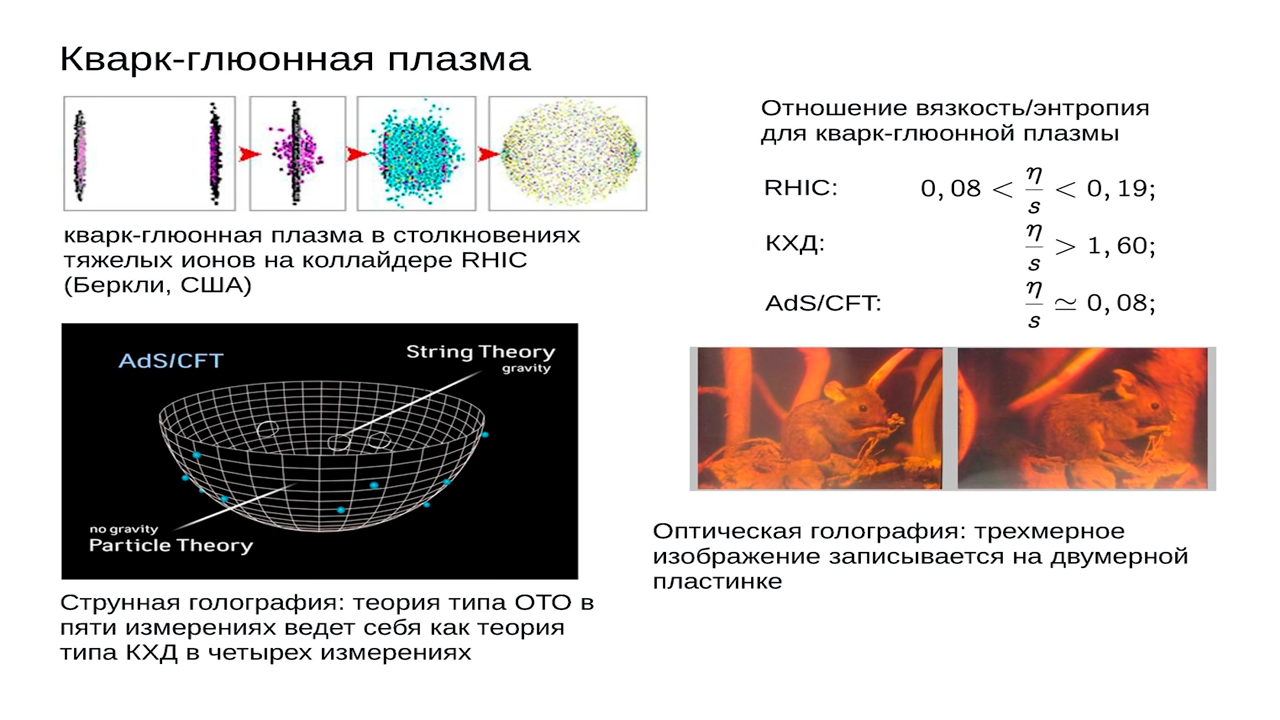 Кварк-глюонная плазма
кварк-глюонная плазма в столкновениях
тяжелых ионов на коллайдере RHIC
(Беркли, США)
Отношение вязкость/энтропия
для кварк-глюонной плазмы
RHIC: 0, 08 < η/s < 0, 19;
КХД: η/s > 1, 60;
AdS/CFT: η/s ≃ 0, 08;
AdS/CFT
String Theory
gravity
no gravity
Particle Theory
Струнная голография: теория типа ОТО в
пяти измерениях ведет себя как теория
типа КХД в четырех измерениях
Оптическая голография: трехмерное
изображение записывается на двумерной
пластинке